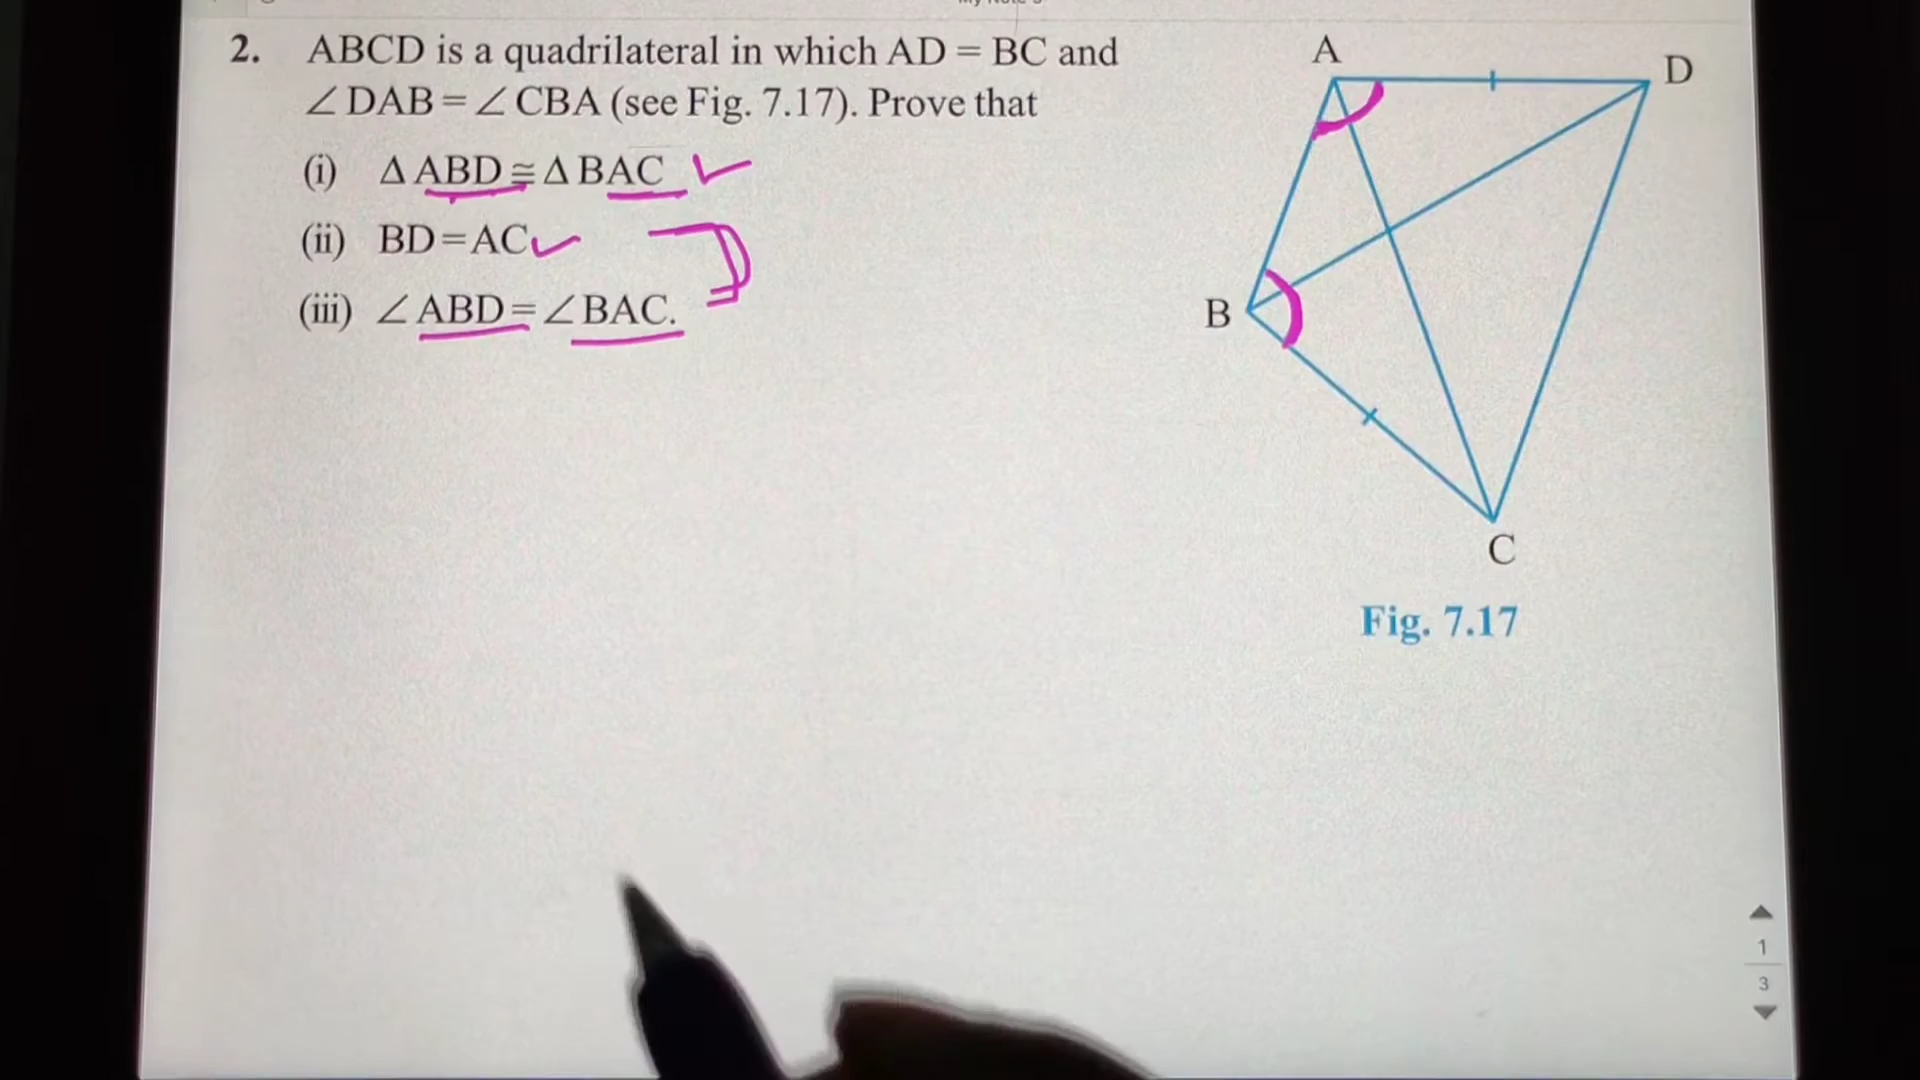 2. ABCD is a quadrilateral in which AD = BC and
∠DAB = ∠CBA (see Fig. 7.17). Prove that
(i) ΔABD ≅ ΔBAC
(ii) BD = AC
(iii) ∠ABD = ∠BAC.
A
D
B
C
Fig. 7.17
1
3